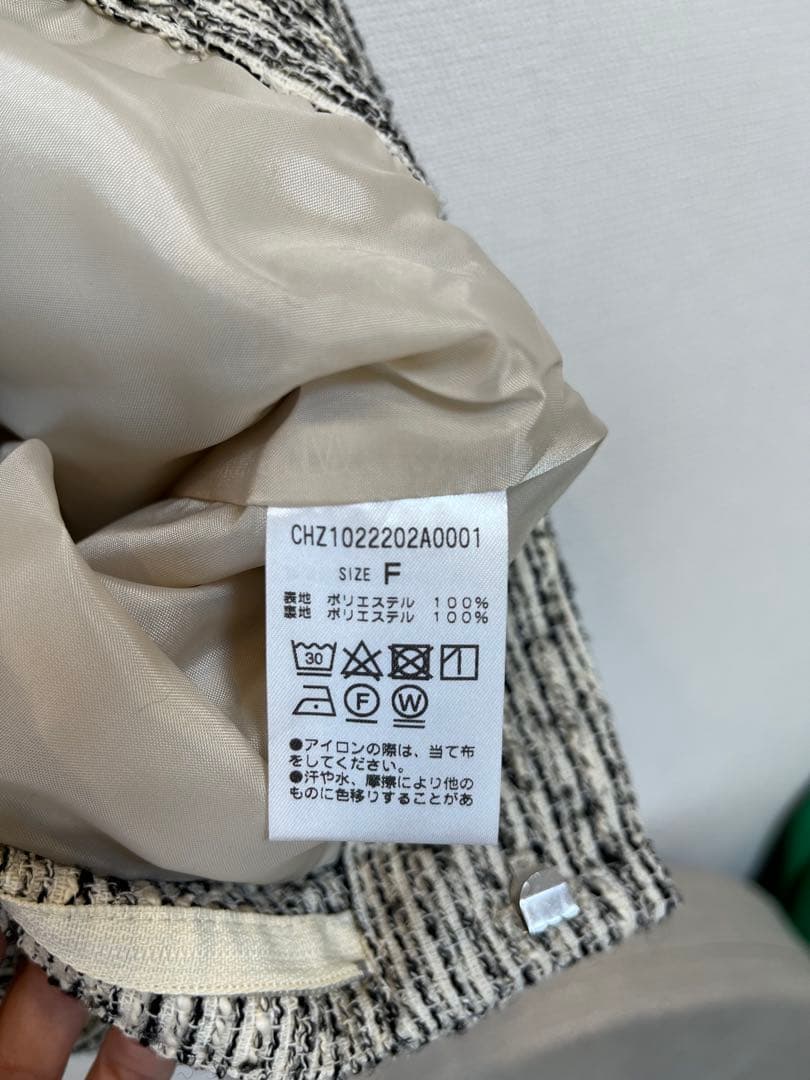 CHZ1022202A0001
SIZE F
表地 ポリエステル 100%
裏地 ポリエステル 100%
30
F W
●アイロンの際は、当て布
をしてください。
●汗や水、摩擦により他の
ものに色移りすることがあ